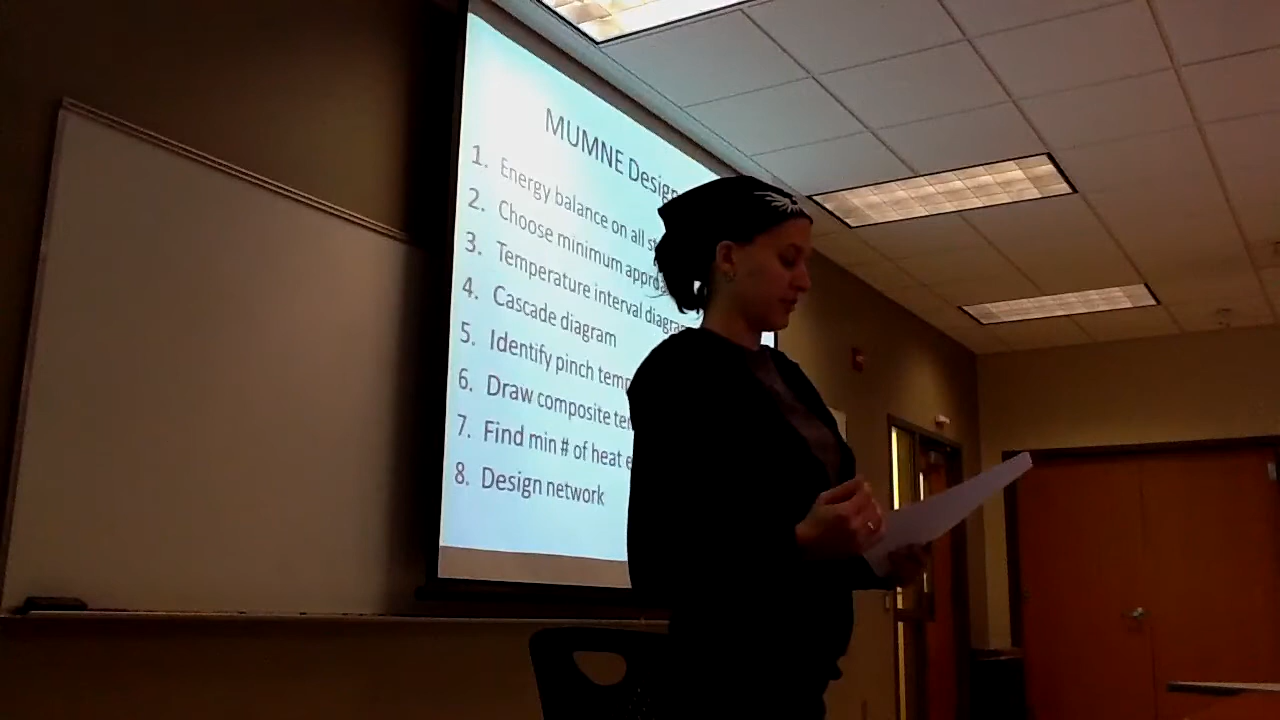 MUMNE Design
1. Energy balance on all
2. Choose minimum
3. Temperature interval
4. Cascade diagram
5. Identify pinch
6. Draw composite
7. Find min # of heat
8. Design network